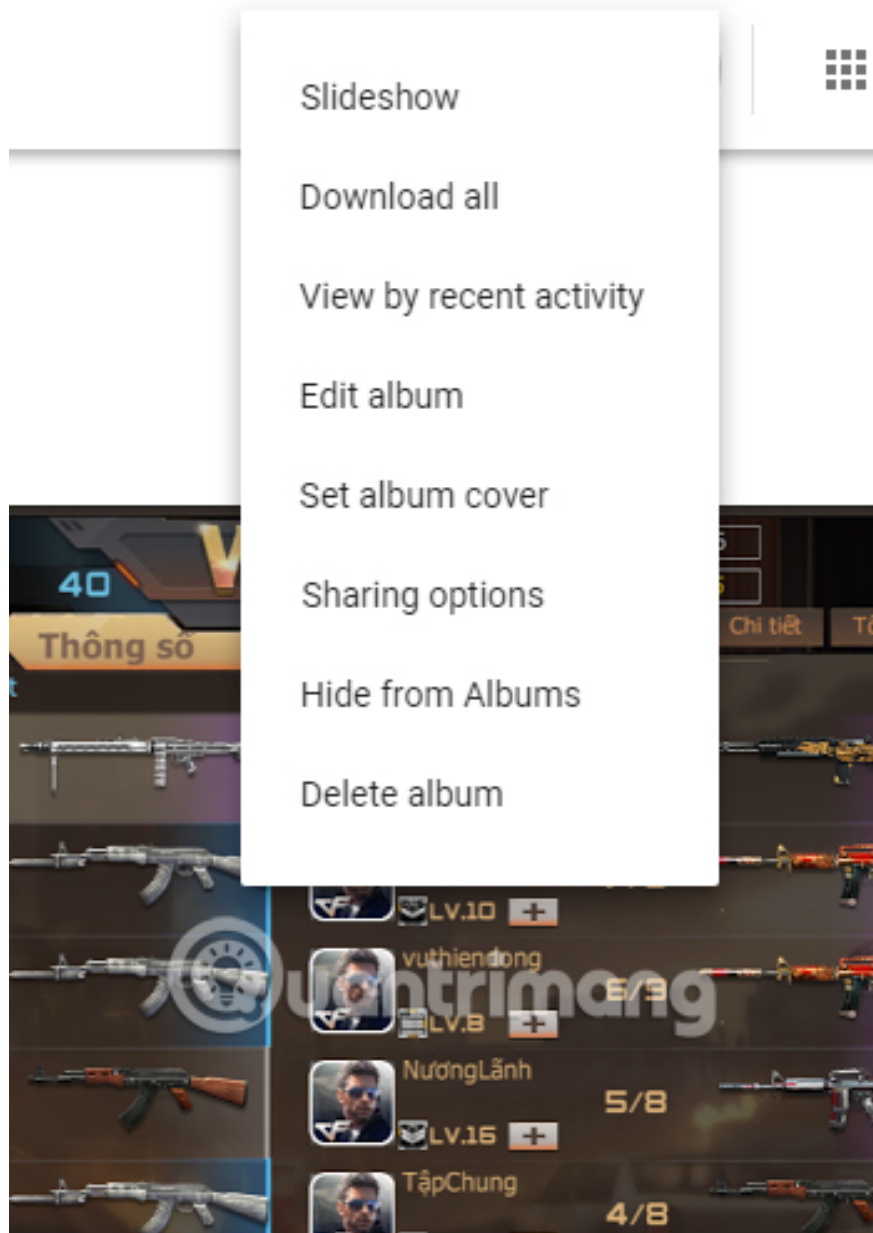 Slideshow
Download all
View by recent activity
Edit album
Set album cover
Sharing options
Hide from Albums
Delete album
40
Thông số
Chi tiết
LV.10 +
vuthiendong
6/9
LV.8 +
Quantrimang
NươngLãnh
5/8
LV.16 +
TậpChung
4/8